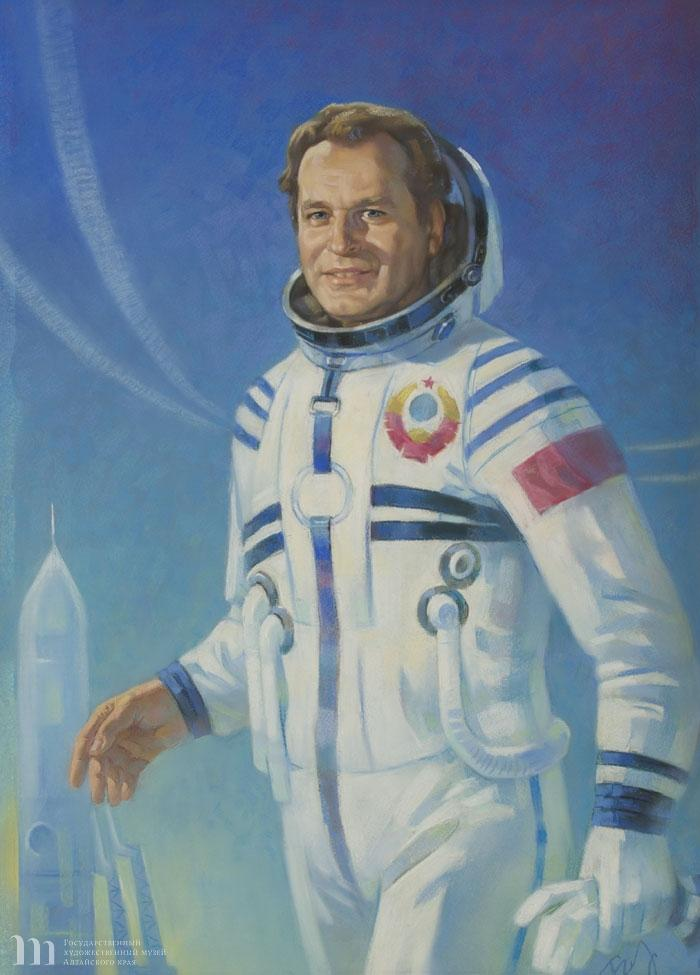 m Государственный
художественный музей
Алтайского края